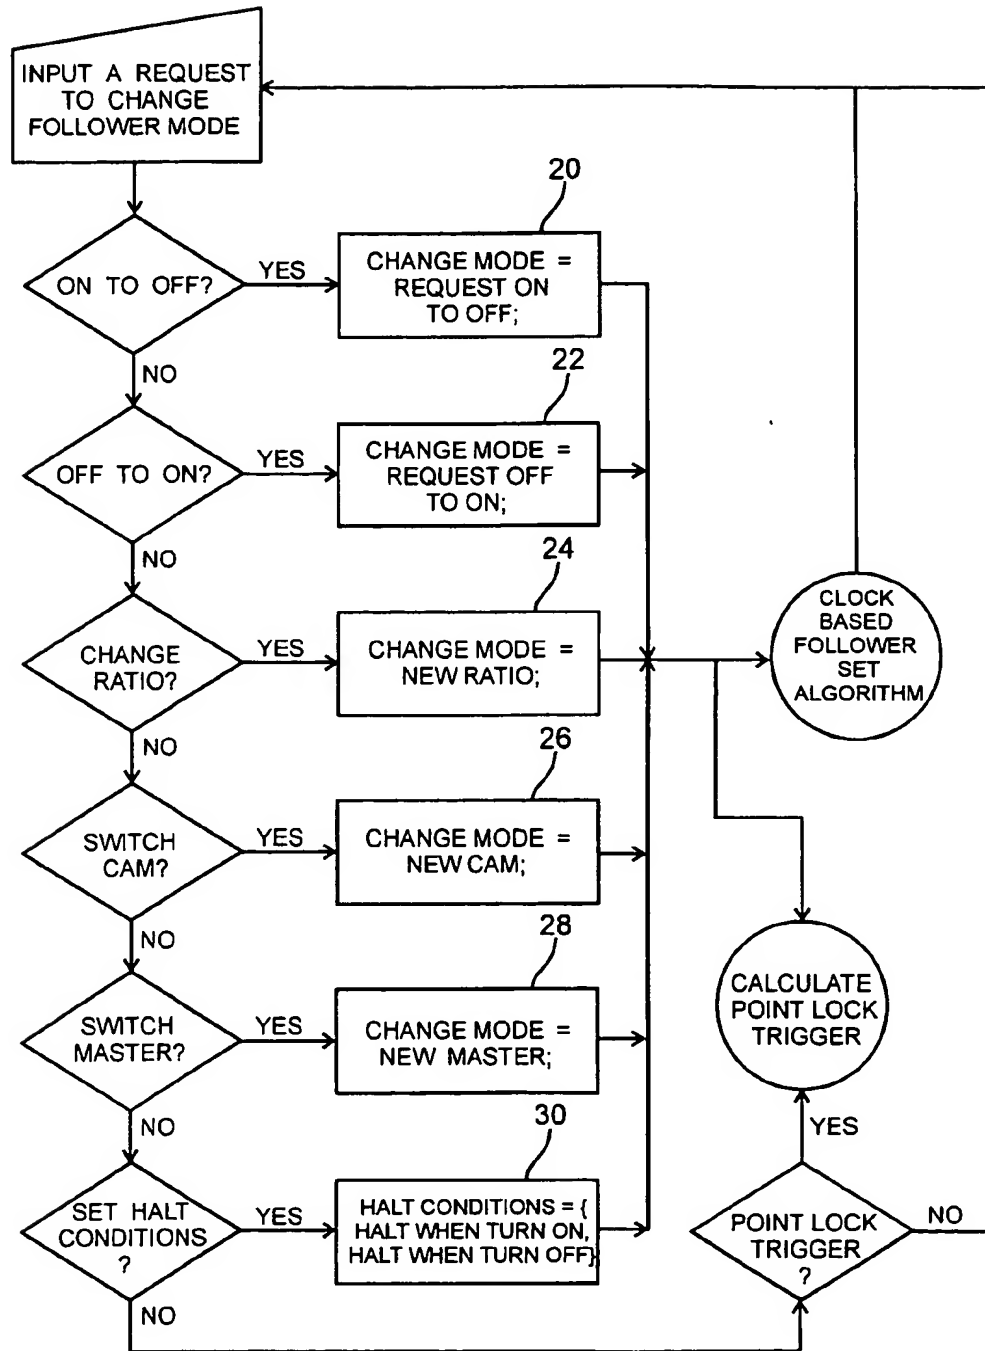 INPUT A REQUEST
TO CHANGE
FOLLOWER MODE
20
ON TO OFF?
YES
CHANGE MODE =
REQUEST ON
TO OFF;
NO
22
OFF TO ON?
YES
CHANGE MODE =
REQUEST OFF
TO ON;
NO
24
CHANGE
RATIO?
YES
CHANGE MODE =
NEW RATIO;
CLOCK
BASED
FOLLOWER
SET
ALGORITHM
NO
26
SWITCH
CAM?
YES
CHANGE MODE =
NEW CAM;
NO
28
SWITCH
MASTER?
YES
CHANGE MODE =
NEW MASTER;
CALCULATE
POINT LOCK
TRIGGER
NO
30
SET HALT
CONDITIONS
?
YES
HALT CONDITIONS = {
HALT WHEN TURN ON,
HALT WHEN TURN OFF}
YES
POINT LOCK
TRIGGER
?
NO
NO